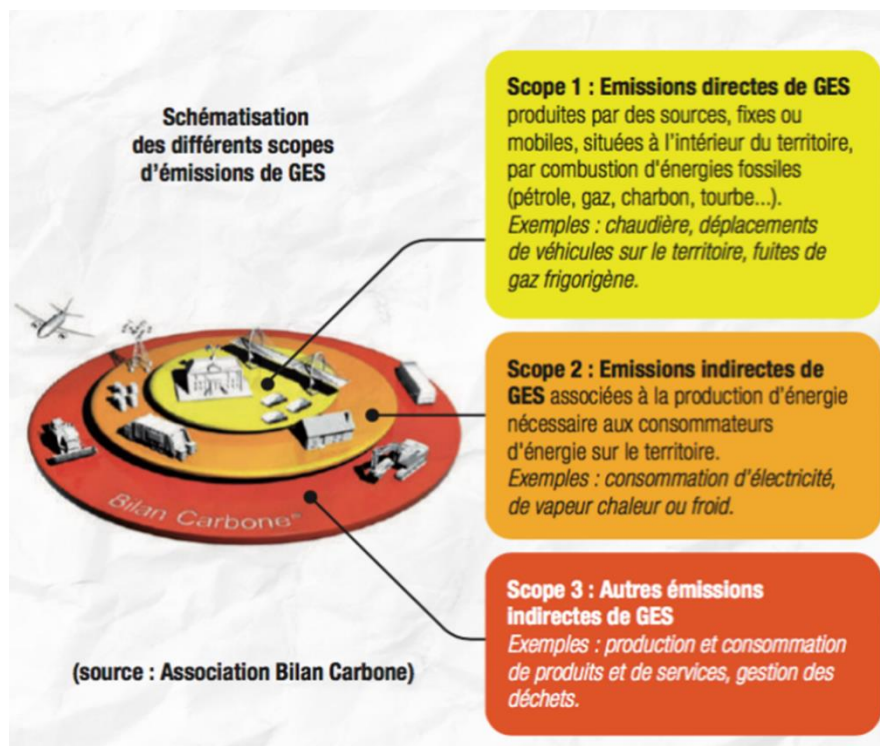 Schématisation
des différents scopes
d'émissions de GES
Scope 1 : Emissions directes de GES
produites par des sources, fixes ou
mobiles, situées à l'intérieur du territoire,
par combustion d'énergies fossiles
(pétrole, gaz, charbon, tourbe...).
Exemples : chaudière, déplacements
de véhicules sur le territoire, fuites de
gaz frigorigène.
Scope 2 : Emissions indirectes de
GES associées à la production d'énergie
nécessaire aux consommateurs
d'énergie sur le territoire.
Exemples : consommation d'électricité,
de vapeur chaleur ou froid.
Bilan Carbone®
Scope 3 : Autres émissions
indirectes de GES
Exemples : production et consommation
de produits et de services, gestion des
déchets.
(source : Association Bilan Carbone)